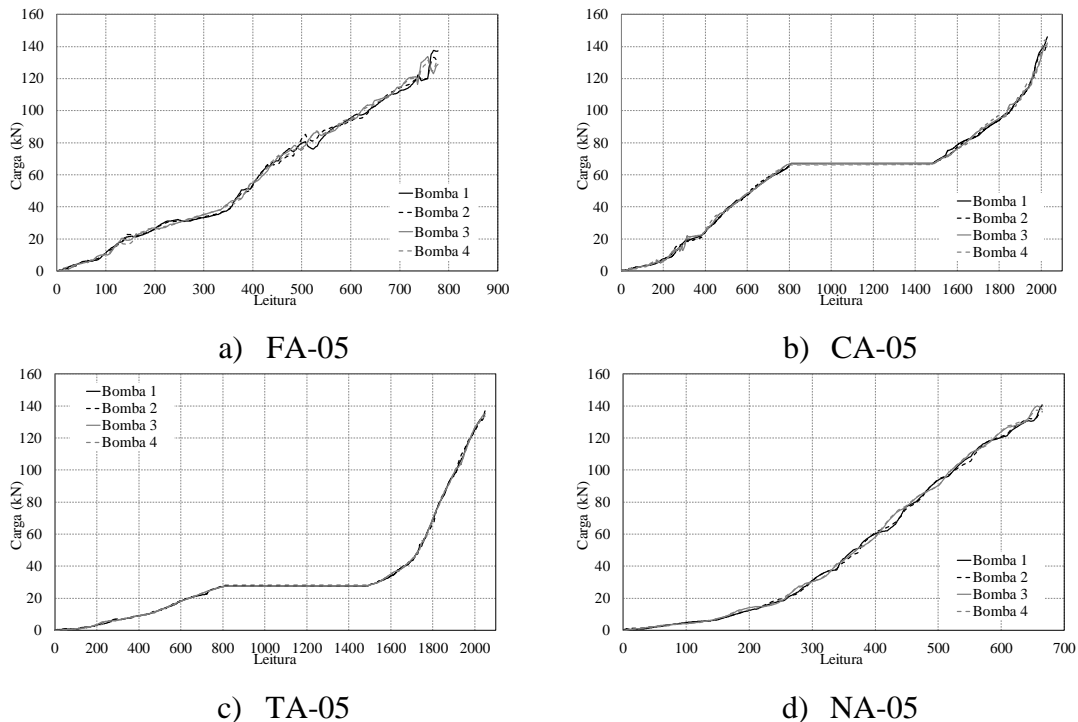 160
140
120
100
80
60
40
20
0
Carga (kN)
Bomba 1
Bomba 2
Bomba 3
Bomba 4
0 100 200 300 400 500 600 700 800 900
Leitura
a) FA-05
160
140
120
100
80
60
40
20
0
Carga (kN)
Bomba 1
Bomba 2
Bomba 3
Bomba 4
0 200 400 600 800 1000 1200 1400 1600 1800 2000
Leitura
b) CA-05
160
140
120
100
80
60
40
20
0
Carga (kN)
Bomba 1
Bomba 2
Bomba 3
Bomba 4
0 200 400 600 800 1000 1200 1400 1600 1800 2000
Leitura
c) TA-05
160
140
120
100
80
60
40
20
0
Carga (kN)
Bomba 1
Bomba 2
Bomba 3
Bomba 4
0 100 200 300 400 500 600 700
Leitura
d) NA-05